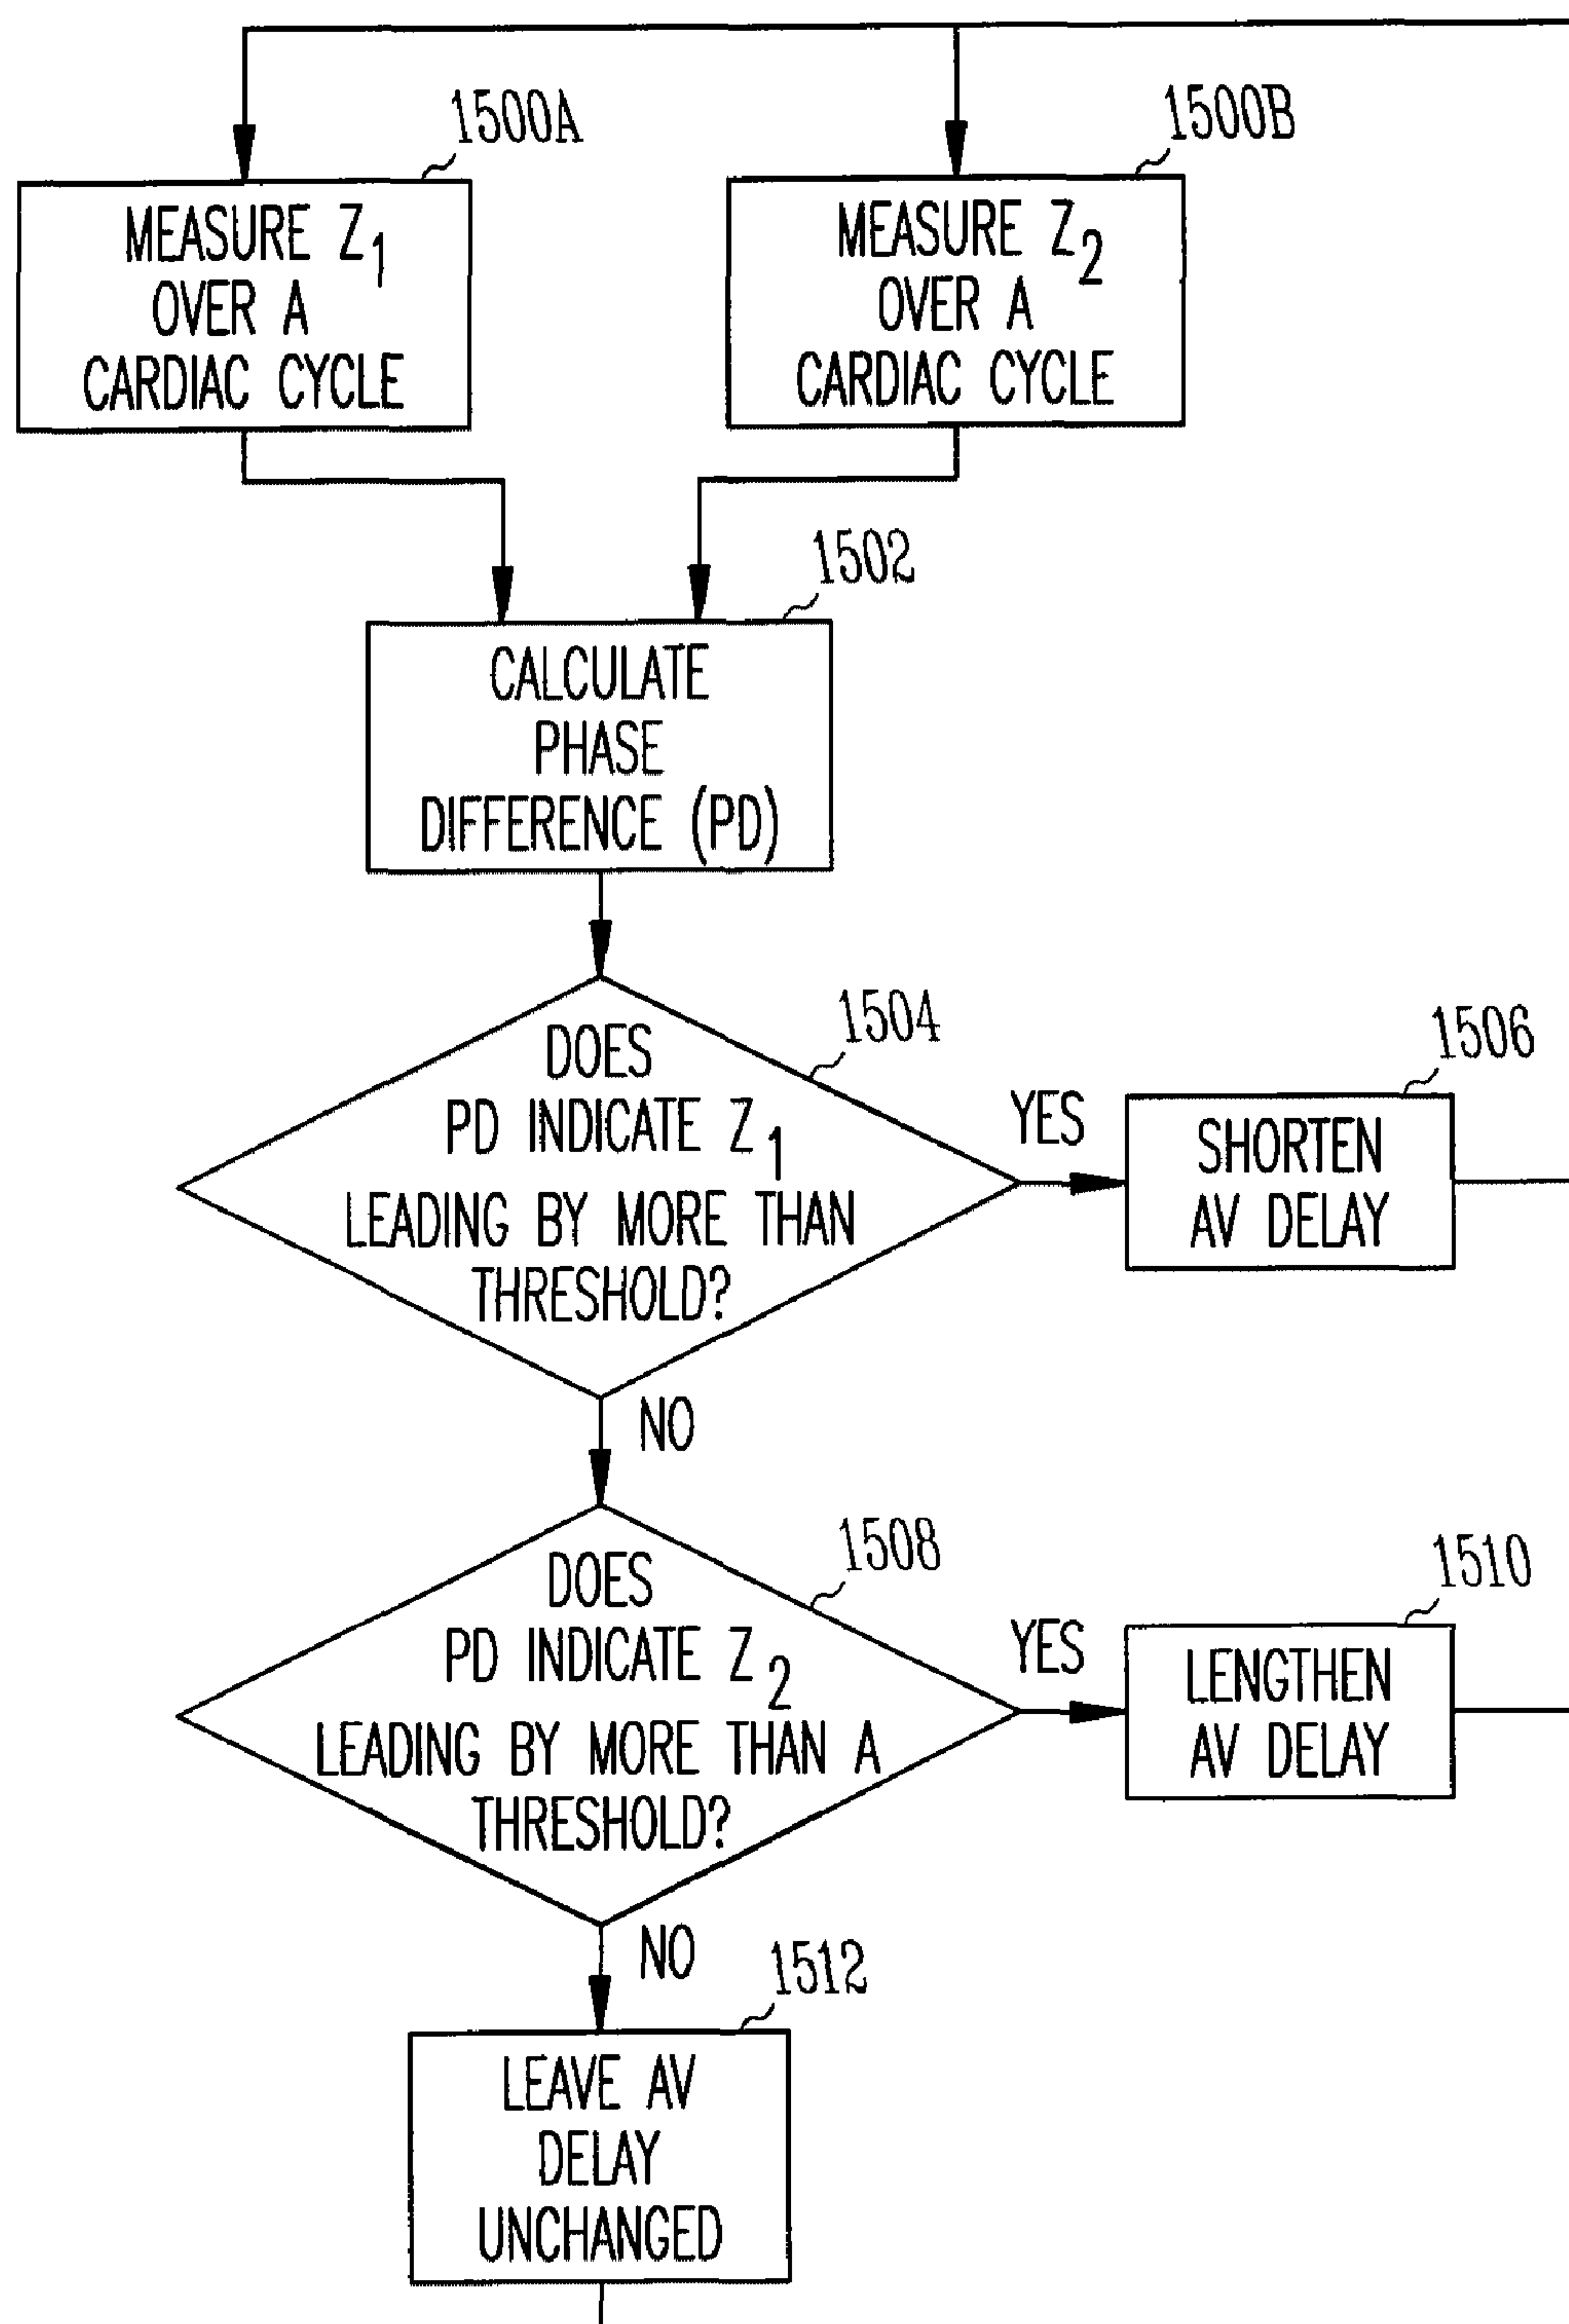 1500A
MEASURE Z1
OVER A
CARDIAC CYCLE
1500B
MEASURE Z2
OVER A
CARDIAC CYCLE
1502
CALCULATE
PHASE
DIFFERENCE (PD)
1504
DOES
PD INDICATE Z1
LEADING BY MORE THAN
THRESHOLD?
YES
1506
SHORTEN
AV DELAY
NO
1508
DOES
PD INDICATE Z2
LEADING BY MORE THAN A
THRESHOLD?
YES
1510
LENGTHEN
AV DELAY
NO
1512
LEAVE AV
DELAY
UNCHANGED